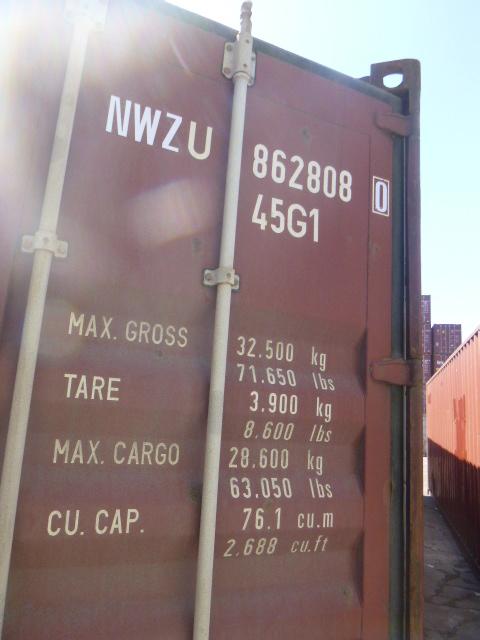 NWZU 862808 0
45G1
MAX. GROSS 32.500 kg
71.650 lbs
TARE 3.900 kg
8.600 lbs
MAX. CARGO 28.600 kg
63.050 lbs
CU. CAP. 76.1 cu.m
2.688 cu.ft